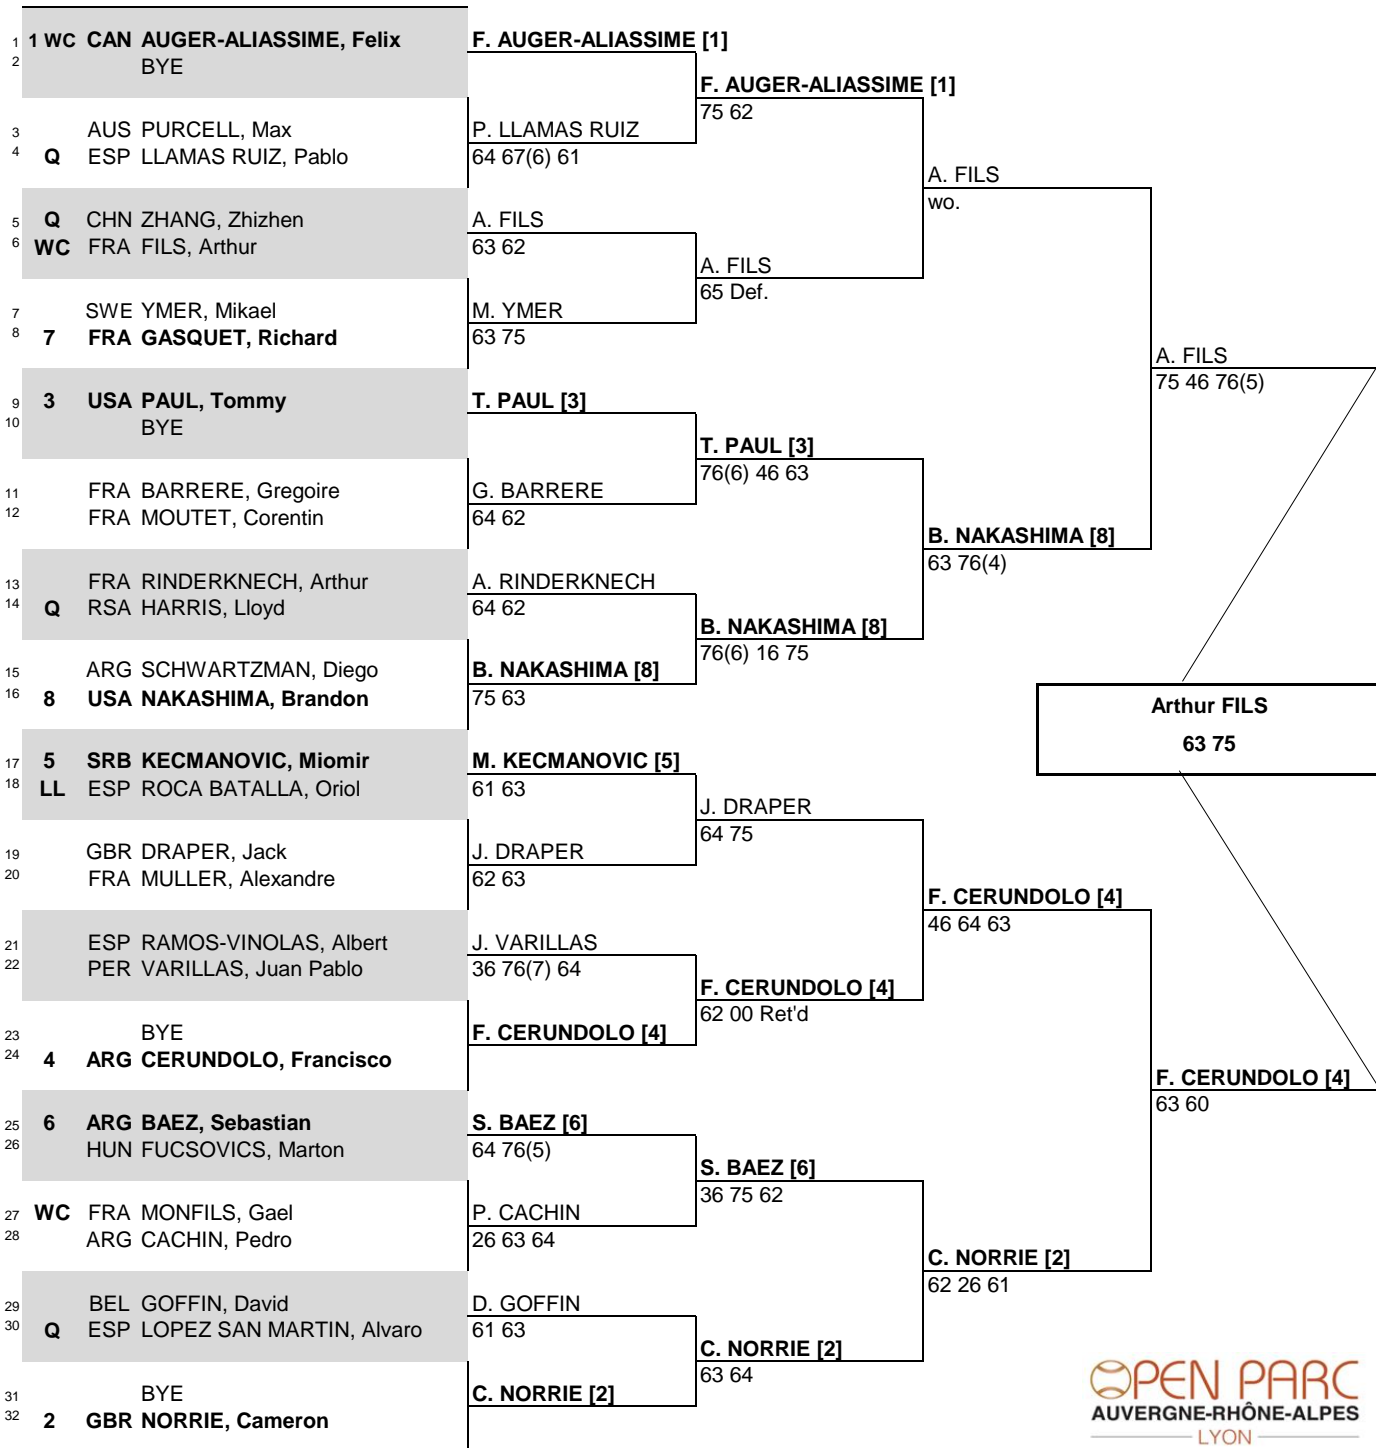 1 1 WC CAN AUGER-ALIASSIME, Felix
2 BYE
3 AUS PURCELL, Max
4 Q ESP LLAMAS RUIZ, Pablo
5 Q CHN ZHANG, Zhizhen
6 WC FRA FILS, Arthur
7 SWE YMER, Mikael
8 7 FRA GASQUET, Richard
9 3 USA PAUL, Tommy
10 BYE
11 FRA BARRERE, Gregoire
12 FRA MOUTET, Corentin
13 FRA RINDERKNECH, Arthur
14 Q RSA HARRIS, Lloyd
15 ARG SCHWARTZMAN, Diego
16 8 USA NAKASHIMA, Brandon
17 5 SRB KECMANOVIC, Miomir
18 LL ESP ROCA BATALLA, Oriol
19 GBR DRAPER, Jack
20 FRA MULLER, Alexandre
21 ESP RAMOS-VINOLAS, Albert
22 PER VARILLAS, Juan Pablo
23 BYE
24 4 ARG CERUNDOLO, Francisco
25 6 ARG BAEZ, Sebastian
26 HUN FUCSOVICS, Marton
27 WC FRA MONFILS, Gael
28 ARG CACHIN, Pedro
29 BEL GOFFIN, David
30 Q ESP LOPEZ SAN MARTIN, Alvaro
31 BYE
32 2 GBR NORRIE, Cameron
F. AUGER-ALIASSIME [1]
P. LLAMAS RUIZ
64 67(6) 61
A. FILS
63 62
M. YMER
63 75
T. PAUL [3]
G. BARRERE
64 62
A. RINDERKNECH
64 62
B. NAKASHIMA [8]
75 63
M. KECMANOVIC [5]
61 63
J. DRAPER
62 63
J. VARILLAS
36 76(7) 64
F. CERUNDOLO [4]
S. BAEZ [6]
64 76(5)
P. CACHIN
26 63 64
D. GOFFIN
61 63
C. NORRIE [2]
F. AUGER-ALIASSIME [1]
75 62
A. FILS
65 Def.
T. PAUL [3]
76(6) 46 63
B. NAKASHIMA [8]
76(6) 16 75
J. DRAPER
64 75
F. CERUNDOLO [4]
62 00 Ret'd
S. BAEZ [6]
36 75 62
C. NORRIE [2]
63 64
A. FILS
wo.
B. NAKASHIMA [8]
63 76(4)
F. CERUNDOLO [4]
46 64 63
C. NORRIE [2]
62 26 61
A. FILS
75 46 76(5)
F. CERUNDOLO [4]
63 60
Arthur FILS
63 75
OPEN PARC
AUVERGNE-RHÔNE-ALPES
LYON